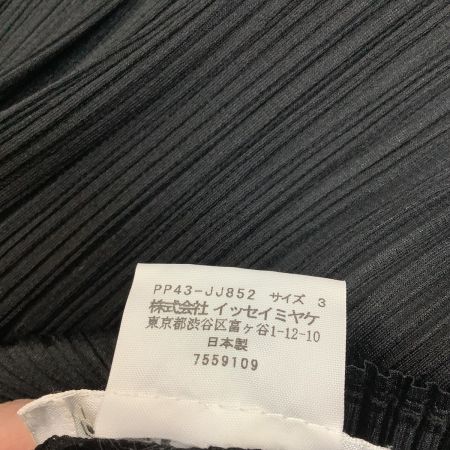 PP43-JJ852 サイズ 3
株式会社 イッセイミヤケ
東京都渋谷区富ヶ谷1-12-10
日本製
7559109